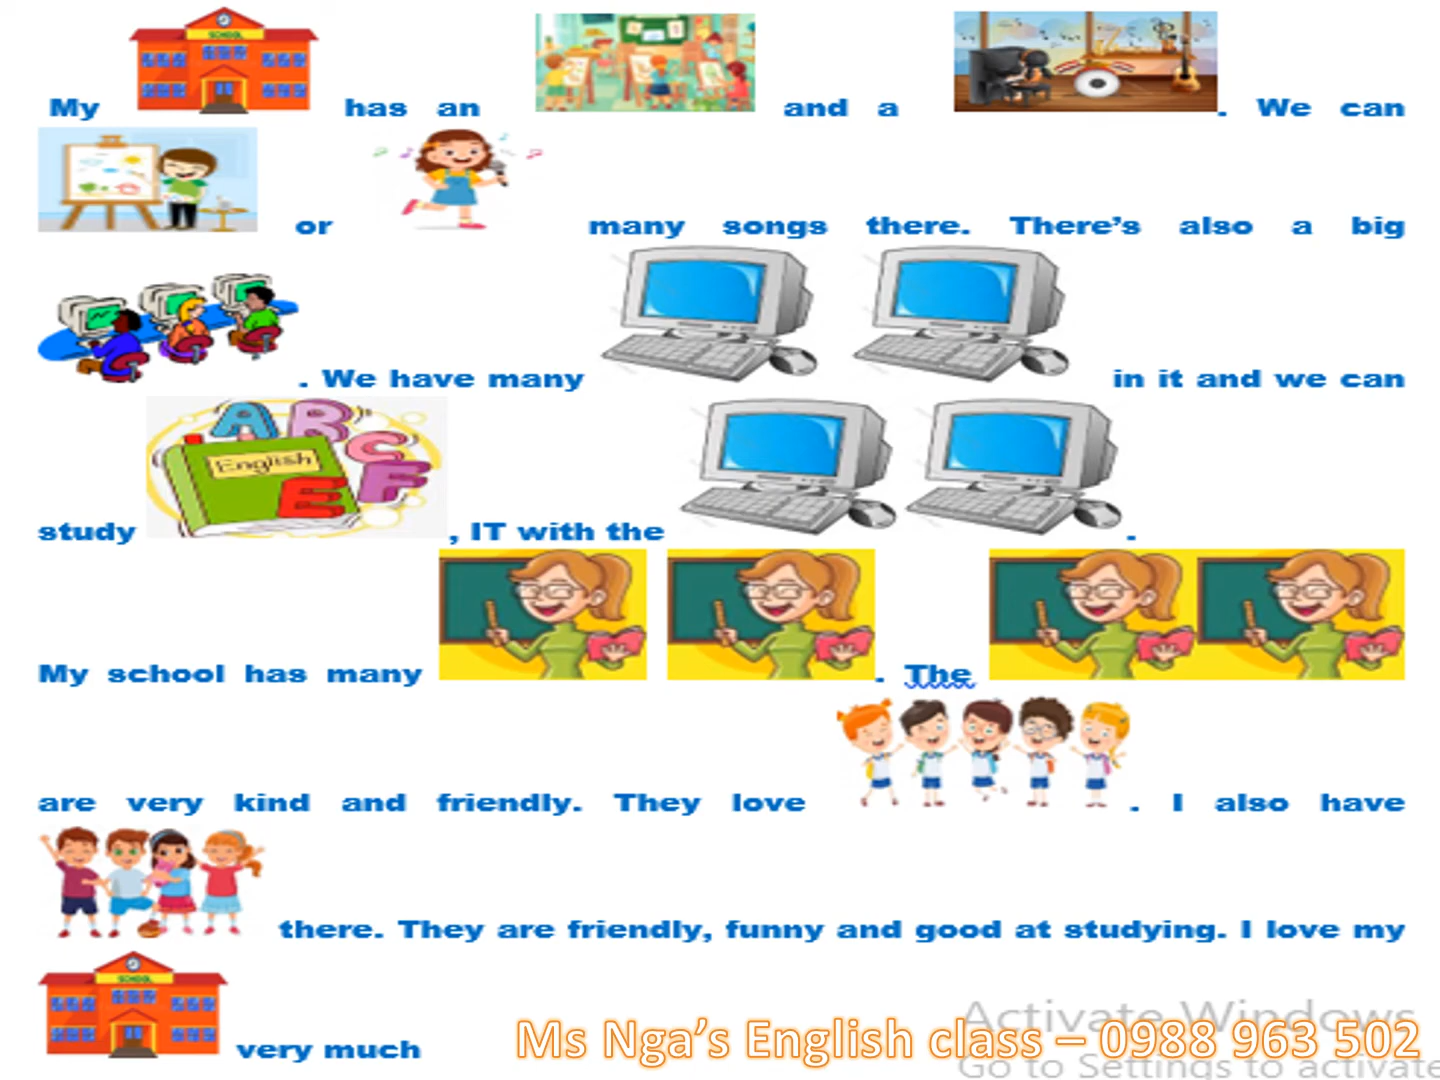 SCHOOL
My has an and a . We can
or many songs there. There's also a big
. We have many in it and we can
English
A B C F E
study , IT with the .
My school has many . The
are very kind and friendly. They love . I also have
there. They are friendly, funny and good at studying. I love my
SCHOOL
very much
Ms Nga's English class – 0988 963 502
Activate Windows
Go to Settings to activate